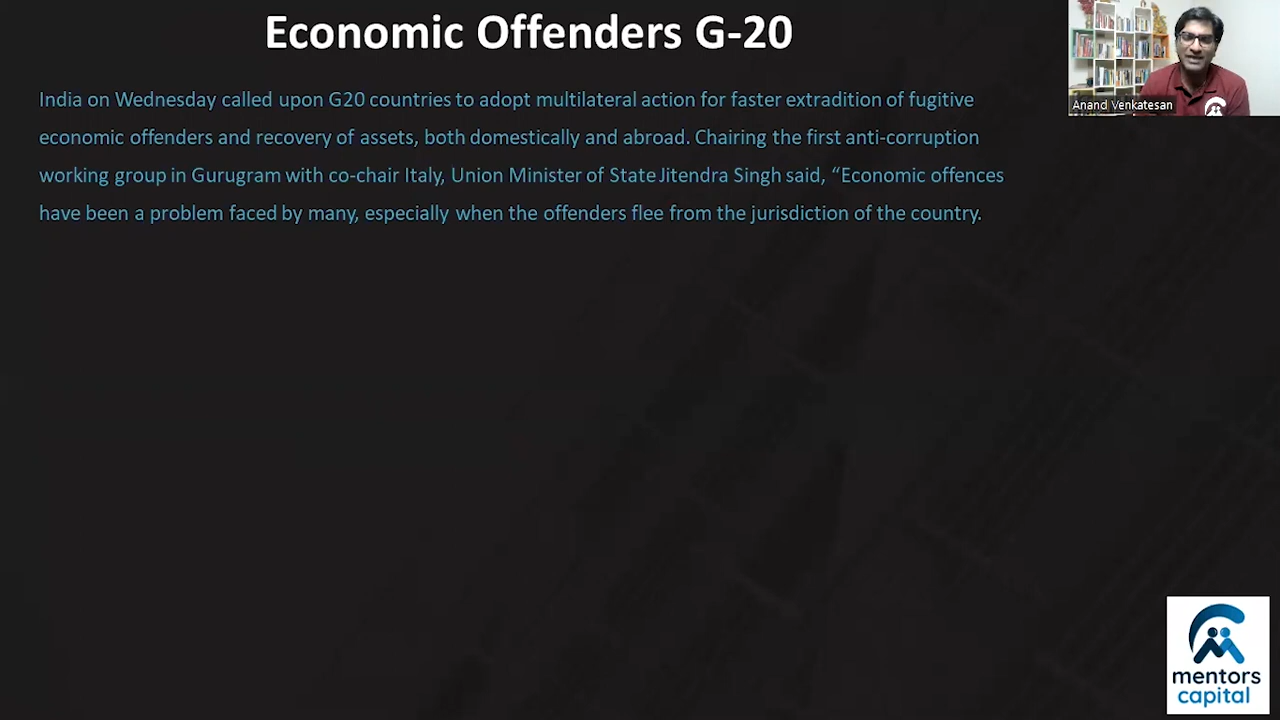 Economic Offenders G-20
Anand Venkatesan
India on Wednesday called upon G20 countries to adopt multilateral action for faster extradition of fugitive
economic offenders and recovery of assets, both domestically and abroad. Chairing the first anti-corruption
working group in Gurugram with co-chair Italy, Union Minister of State Jitendra Singh said, “Economic offences
have been a problem faced by many, especially when the offenders flee from the jurisdiction of the country.
mentors
capital